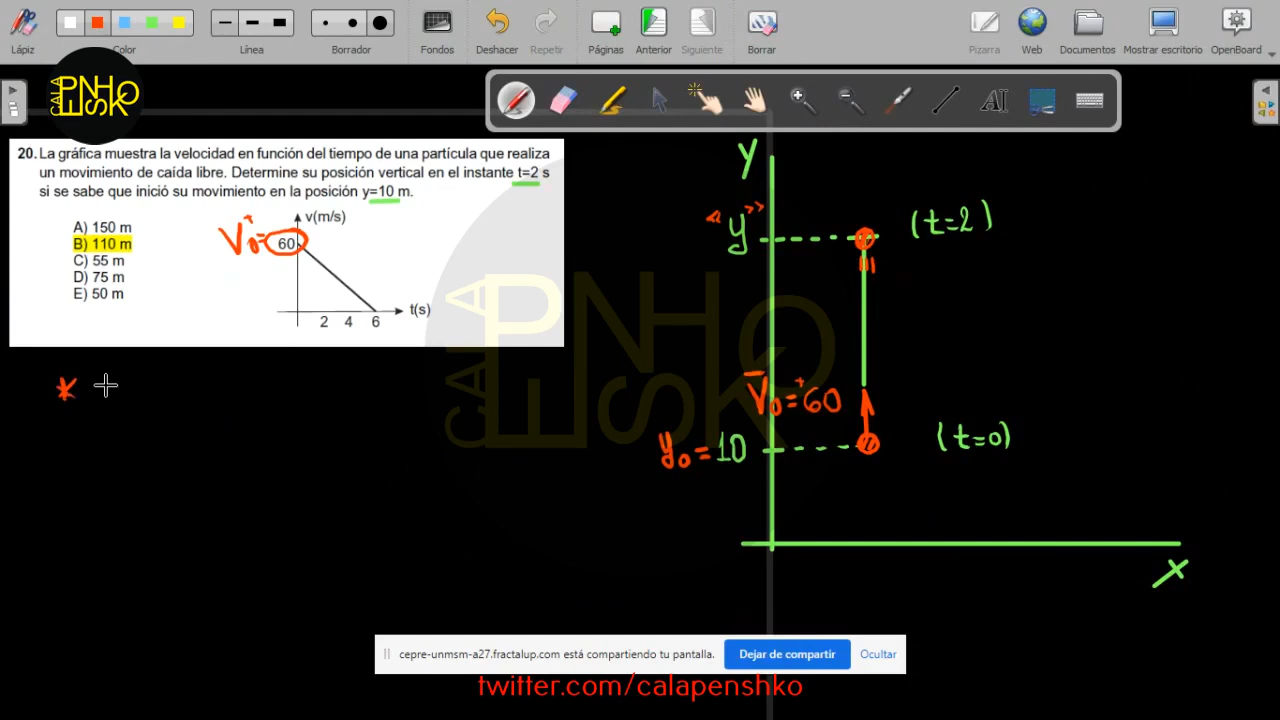 Lápiz
Color
Línea
Borrador
Fondos
Deshacer
Repetir
Páginas
Anterior
Siguiente
Borrar
Pizarra
Web
Documentos
Mostrar escritorio
OpenBoard
CALA
PENHSKO
20. La gráfica muestra la velocidad en función del tiempo de una partícula que realiza
un movimiento de caída libre. Determine su posición vertical en el instante t=2 s
si se sabe que inició su movimiento en la posición y=10 m.
A) 150 m
B) 110 m
C) 55 m
D) 75 m
E) 50 m
v(m/s)
V₀=
60
t(s)
2 4 6
*
y
"y"
(t=2)
V₀=+60
y₀=10
(t=0)
x
CALA
PENHSKO
cepre-unmsm-a27.fractalup.com está compartiendo tu pantalla.
Dejar de compartir
Ocultar
twitter.com/calapenshko